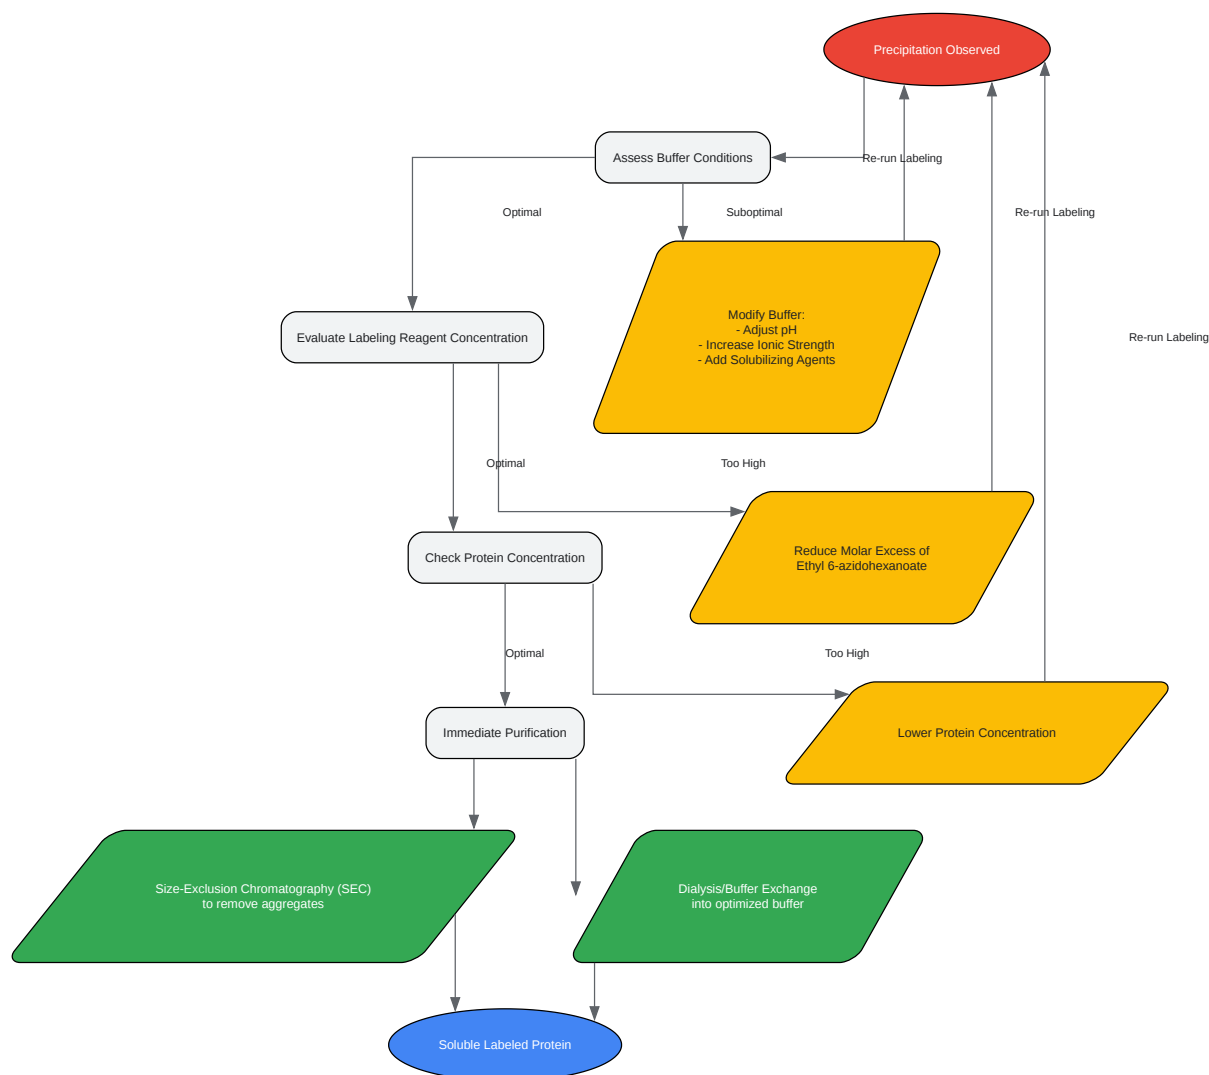 Precipitation Observed
Assess Buffer Conditions
Re-run Labeling
Optimal
Suboptimal
Re-run Labeling
Modify Buffer:
- Adjust pH
- Increase Ionic Strength
- Add Solubilizing Agents
Evaluate Labeling Reagent Concentration
Re-run Labeling
Optimal
Too High
Reduce Molar Excess of
Ethyl 6-azidohexanoate
Check Protein Concentration
Optimal
Too High
Immediate Purification
Lower Protein Concentration
Size-Exclusion Chromatography (SEC)
to remove aggregates
Dialysis/Buffer Exchange
into optimized buffer
Soluble Labeled Protein